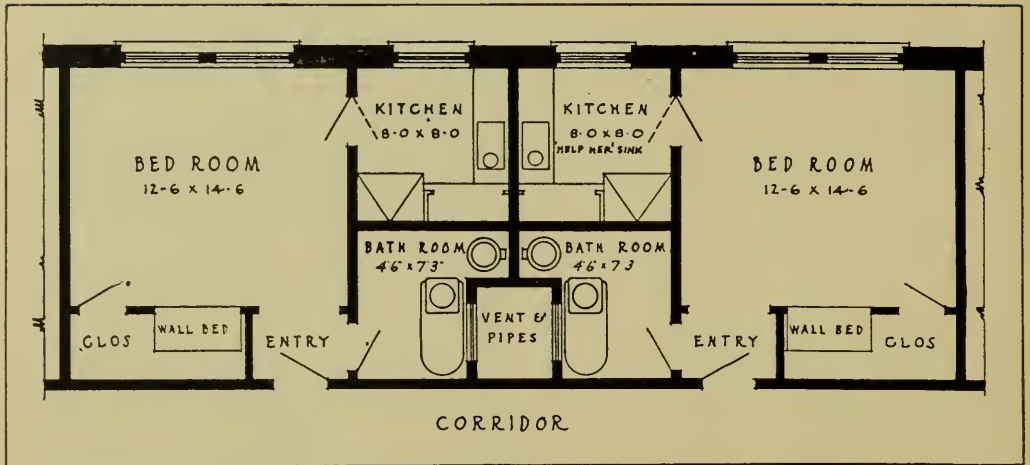 KITCHEN
8-0 x 8-0
KITCHEN
8-0 x 8-0
"HELP HER" SINK
BED ROOM
12-6 x 14-6
BED ROOM
12-6 x 14-6
BATH ROOM
4'6" x 7'3"
BATH ROOM
4'6" x 7'3
VENT &
PIPES
CLOS
WALL BED
ENTRY
ENTRY
WALL BED
CLOS
CORRIDOR